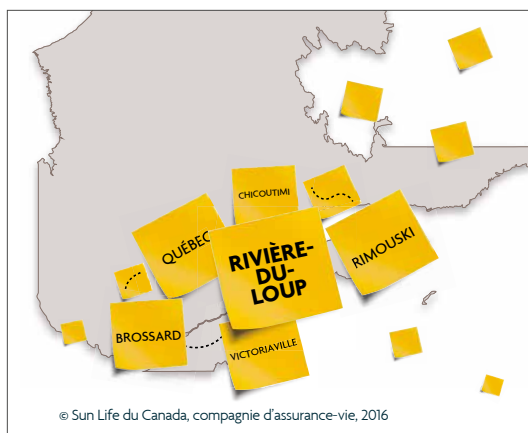 CHICOUTIMI
QUÉBEC
RIVIÈRE-
DU-
LOUP
RIMOUSKI
BROSSARD
VICTORIAVILLE
© Sun Life du Canada, compagnie d'assurance-vie, 2016